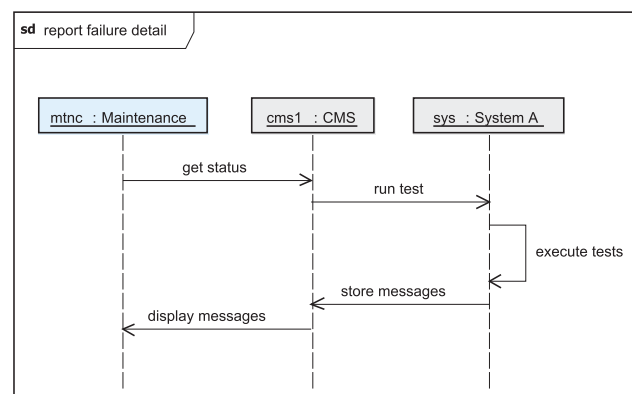 sd report failure detail
mtnc : Maintenance
cms1 : CMS
sys : System A
get status
run test
execute tests
store messages
display messages